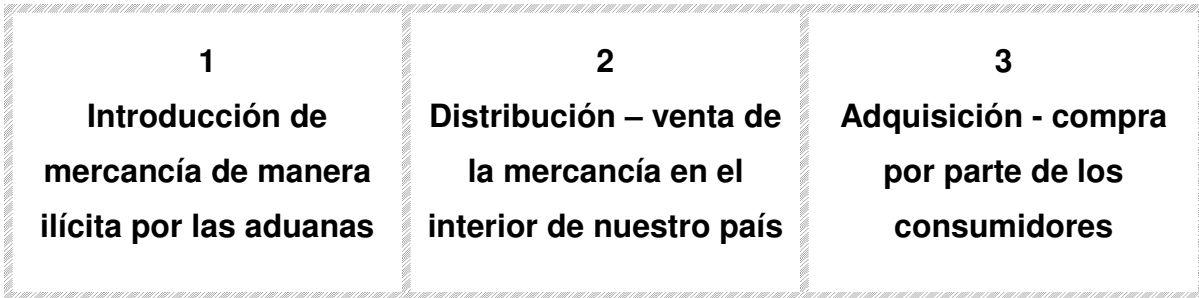 1
Introducción de
mercancía de manera
ilícita por las aduanas
2
Distribución – venta de
la mercancía en el
interior de nuestro país
3
Adquisición - compra
por parte de los
consumidores